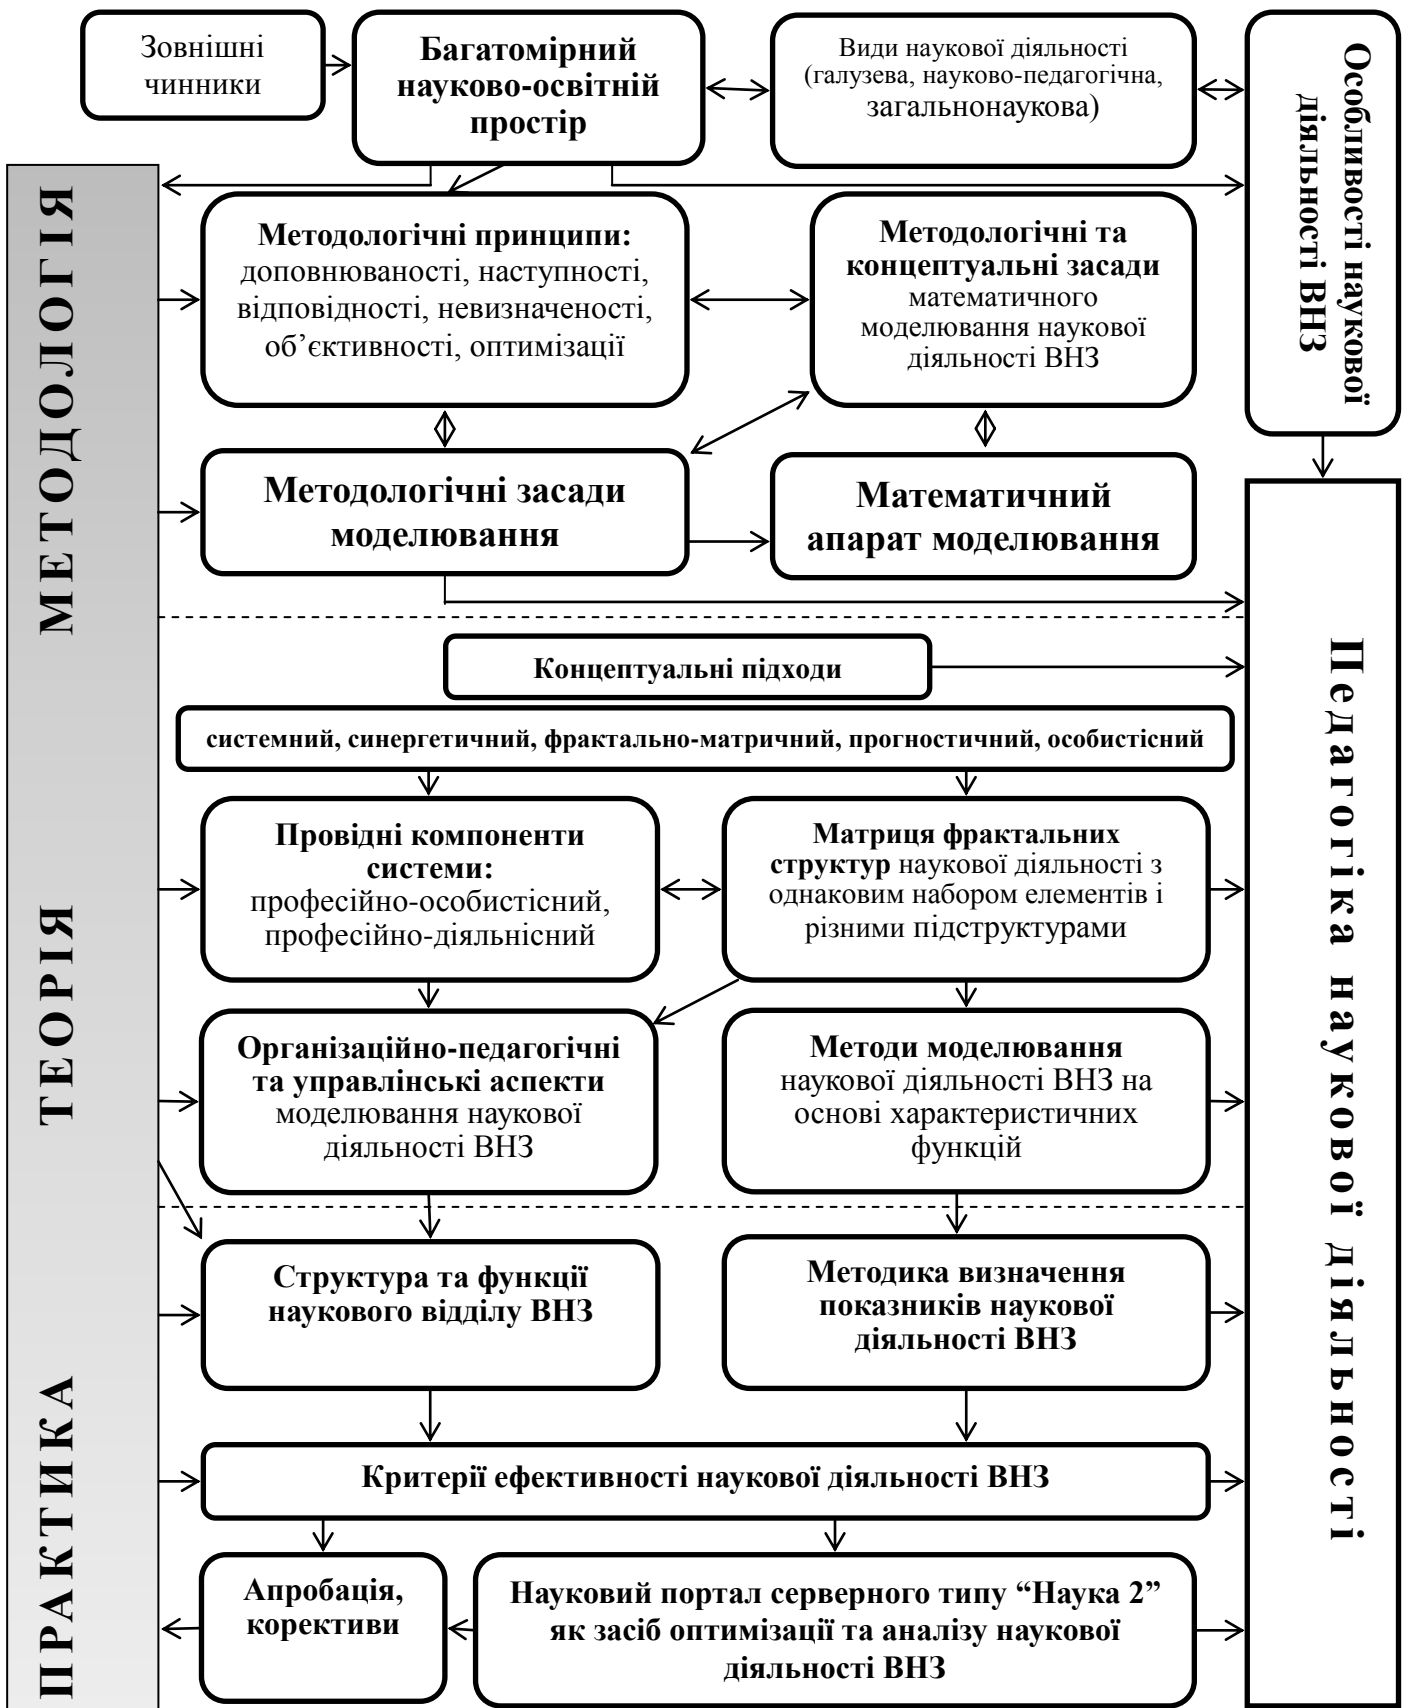 Зовнішні
чинники
Багатомірний
науково-освітній
простір
Види наукової діяльності
(галузева, науково-педагогічна,
загальнонаукова)
Особливості наукової
діяльності ВНЗ
МЕТОДОЛОГІЯ
Методологічні принципи:
доповнюваності, наступності,
відповідності, невизначеності,
об’єктивності, оптимізації
Методологічні та
концептуальні засади
математичного
моделювання наукової
діяльності ВНЗ
Методологічні засади
моделювання
Математичний
апарат моделювання
Педагогіка наукової діяльності
Концептуальні підходи
системний, синергетичний, фрактально-матричний, прогностичний, особистісний
ТЕОРІЯ
Провідні компоненти
системи:
професійно-особистісний,
професійно-діяльнісний
Матриця фрактальних
структур наукової діяльності з
однаковим набором елементів і
різними підструктурами
Організаційно-педагогічні
та управлінські аспекти
моделювання наукової
діяльності ВНЗ
Методи моделювання
наукової діяльності ВНЗ на
основі характеристичних
функцій
ПРАКТИКА
Структура та функції
наукового відділу ВНЗ
Методика визначення
показників наукової
діяльності ВНЗ
Критерії ефективності наукової діяльності ВНЗ
Апробація,
корективи
Науковий портал серверного типу “Наука 2”
як засіб оптимізації та аналізу наукової
діяльності ВНЗ